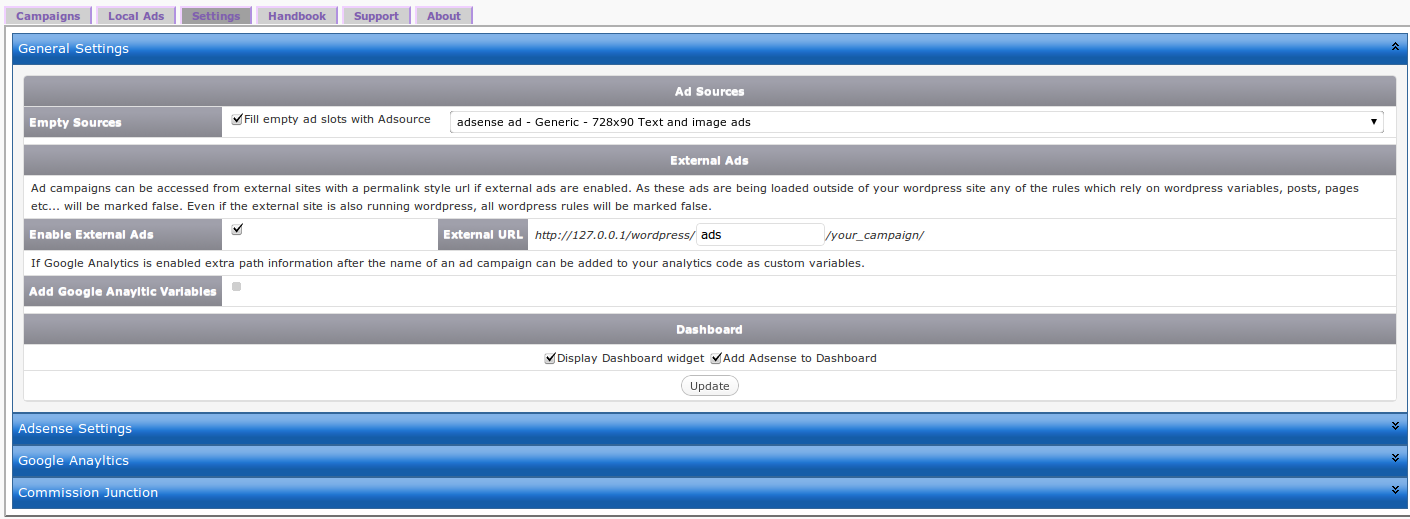 Campaigns Local Ads Settings Handbook Support About
General Settings
Ad Sources
Empty Sources Fill empty ad slots with Adsource adsense ad - Generic - 728x90 Text and image ads
External Ads
Ad campaigns can be accessed from external sites with a permalink style url if external ads are enabled. As these ads are being loaded outside of your wordpress site any of the rules which rely on wordpress variables, posts, pages
etc... will be marked false. Even if the external site is also running wordpress, all wordpress rules will be marked false.
Enable External Ads External URL http://127.0.0.1/wordpress/ ads /your_campaign/
If Google Analytics is enabled extra path information after the name of an ad campaign can be added to your analytics code as custom variables.
Add Google Anayltic Variables
Dashboard
Display Dashboard widget Add Adsense to Dashboard
Update
Adsense Settings
Google Anayltics
Commission Junction